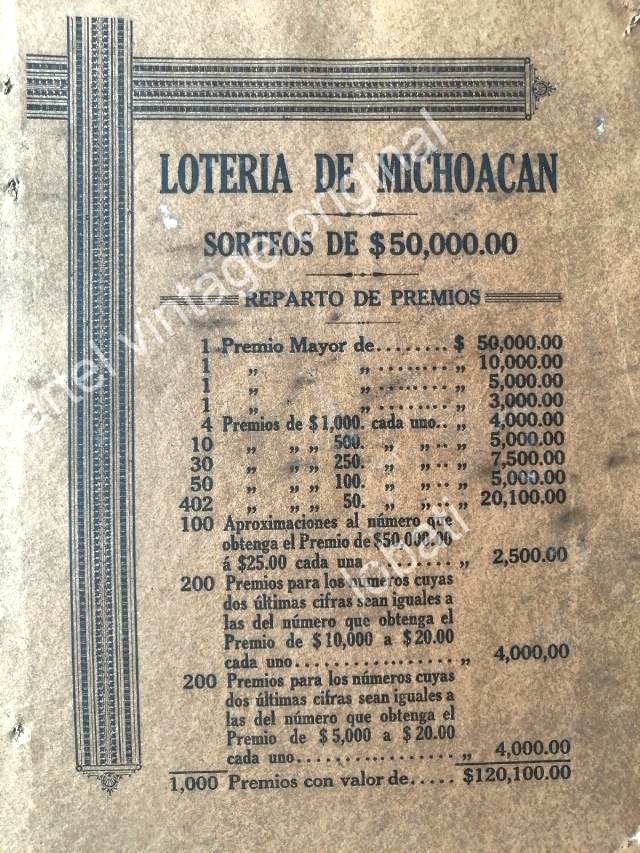 LOTERIA DE MICHOACAN
SORTEOS DE $50,000.00
REPARTO DE PREMIOS
1 Premio Mayor de........ $ 50,000.00
1 „ „ ......... „ 10,000.00
1 „ „ ......... „ 5,000.00
1 „ „ ......... „ 3,000.00
4 Premios de $1,000. cada uno.. „ 4,000.00
10 „ „ „ 500. „ „ .. „ 5,000.00
30 „ „ „ 250. „ „ .. „ 7,500.00
50 „ „ „ 100. „ „ .. „ 5,000.00
402 „ „ „ 50. „ „ .. „ 20,100.00
100 Aproximaciones al número que
obtenga el Premio de $50,000.00
á $25.00 cada una.......... „ 2,500.00
200 Premios para los números cuyas
dos últimas cifras sean iguales a
las del número que obtenga el
Premio de $10,000 a $20.00
cada uno................ „ 4,000,00
200 Premios para los números cuyas
dos últimas cifras sean iguales a
las del número que obtenga el
Premio de $5,000 a $20.00
cada uno................ „ 4,000.00
1,000 Premios con valor de..... $120,100.00
cartel vintage original